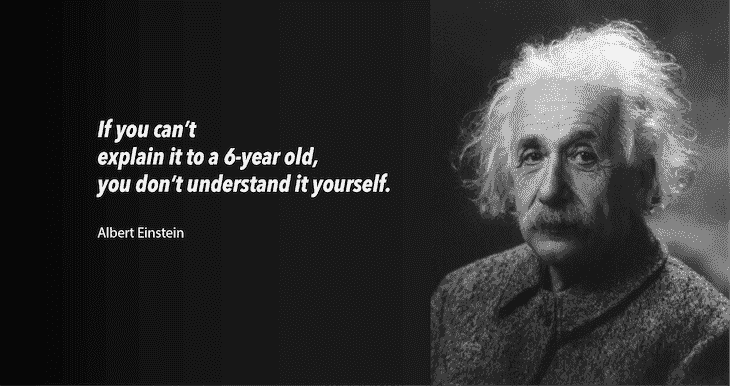 If you can't
explain it to a 6-year old,
you don't understand it yourself.
Albert Einstein